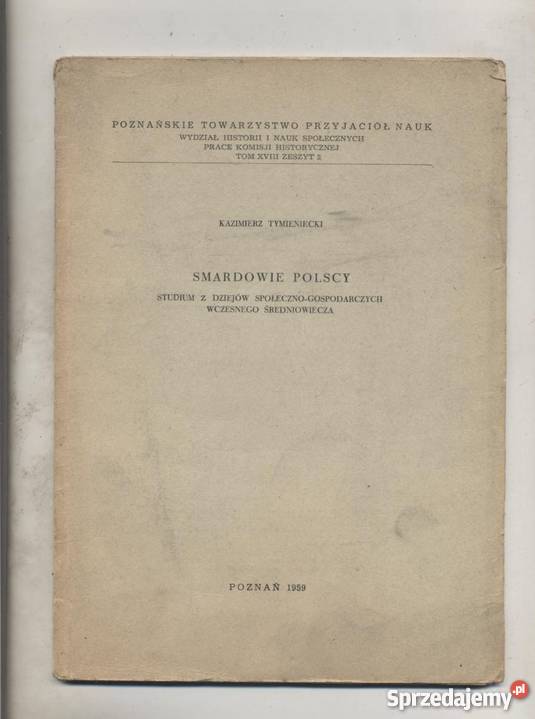 POZNAŃSKIE TOWARZYSTWO PRZYJACIÓŁ NAUK
WYDZIAŁ HISTORII I NAUK SPOŁECZNYCH
PRACE KOMISJI HISTORYCZNEJ
TOM XVIII ZESZYT 2
KAZIMIERZ TYMIENIECKI
SMARDOWIE POLSCY
STUDIUM Z DZIEJÓW SPOŁECZNO-GOSPODARCZYCH
WCZESNEGO ŚREDNIOWIECZA
POZNAŃ 1959
Sprzedajemy.pl